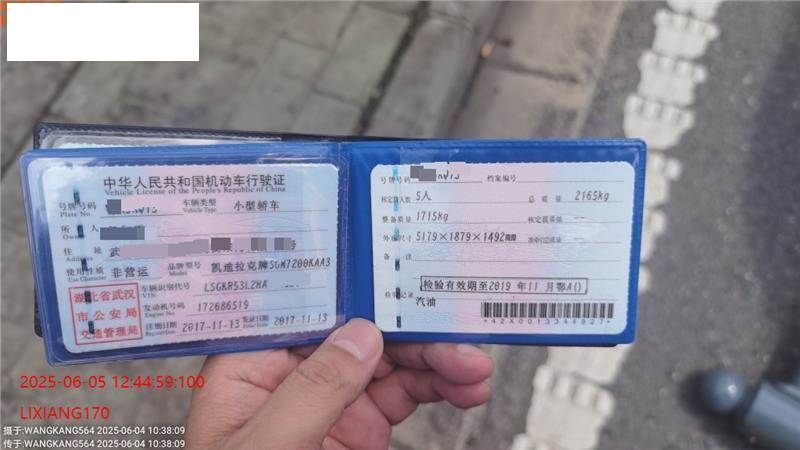 中华人民共和国机动车行驶证
Vehicle License of the People's Republic of China
号牌号码
Plate No.
车辆类型
Vehicle Type
小型轿车
所
Owner
住 址
武
号
使用性质
非营运
品牌型号
Model
凯迪拉克牌SGM7200KAA3
湖北省武汉
市公安局
交通管理局
车辆识别代号
VIN
LSGKR53L2HA
发动机号码
Engine No.
172686519
注册日期
2017-11-13
发证日期
2017-11-13
号牌号码
档案编号
核定载人数
5人
总质量
2165kg
整备质量
1715kg
核定载质量
外廓尺寸
5179×1879×1492
准牵引总质量
备 注
检验记录
检验有效期至2019 年11 月鄂A()
汽油
*42X0013344827*
2025-06-05 12:44:59:100
LIXIANG170
摄于:WANGKANG564 2025-06-04 10:38:09
传于:WANGKANG564 2025-06-04 10:38:09